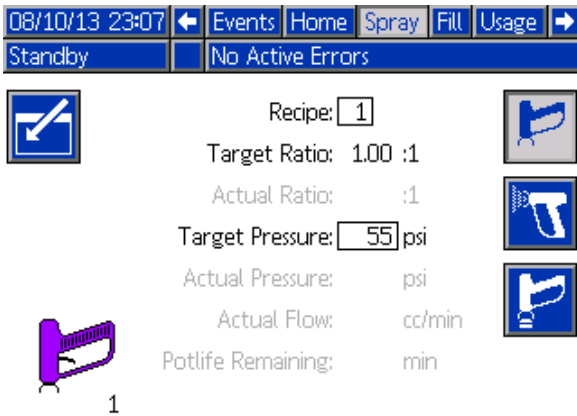 08/10/13 23:07 Events Home Spray Fill Usage
Standby No Active Errors
Recipe: 1
Target Ratio: 1.00 :1
Actual Ratio: :1
Target Pressure: 55 psi
Actual Pressure: psi
Actual Flow: cc/min
Potlife Remaining: min
1